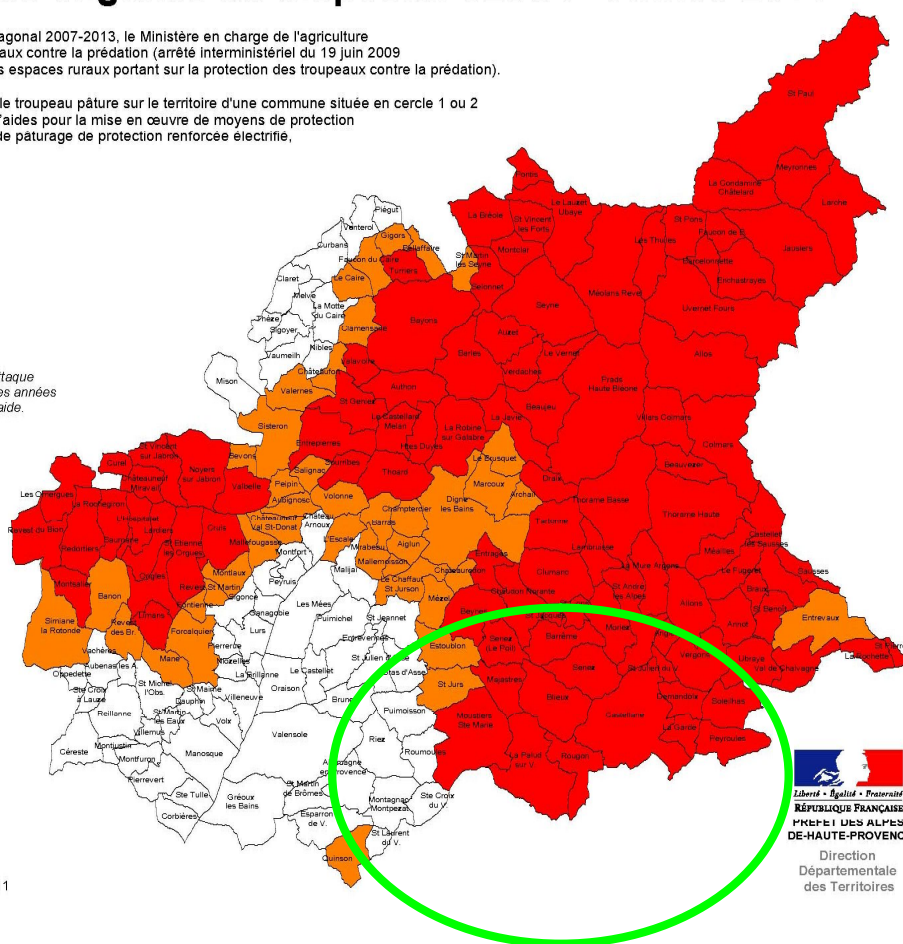 agonal 2007-2013, le Ministère en charge de l'agriculture
aux contre la prédation (arrêté interministériel du 19 juin 2009
s espaces ruraux portant sur la protection des troupeaux contre la prédation).
le troupeau pâture sur le territoire d'une commune située en cercle 1 ou 2
'aides pour la mise en œuvre de moyens de protection
de pâturage de protection renforcée électrifié,
St Paul
Meyronnes
La Condamine
Châtelard
Larche
Pontis
Le Lauzet
Ubaye
La Bréole
St Vincent
les Forts
St Pons
Faucon de B.
Les Thuiles
Jausiers
Barcelonnette
Enchastrayes
Montclar
Piégut
Venterol
Curbans
Gigors
Bellaffaire
Faucon du Caire
Turriers
St Martin
les Seyne
Selonnet
Claret
Le Caire
Melve
La Motte
du Caire
Thèze
Sigoyer
Clamensane
Bayons
Seyne
Méolans Revel
Uvernet Fours
Auzet
Nibles
Vaumeilh
Valavoire
Barles
Le Vernet
Verdaches
Allos
Châteaufort
Mison
Valernes
Authon
Prads
Haute Bléone
ttaque
es années
aide.
St Geniez
Beaujeu
Sisteron
Le Castellard
Mélan
La Robine
sur Galabre
La Javie
Villars Colmars
Entrepierres
Htes Duyes
Colmars
St Vincent
sur Jabron
Bevons
Curel
Noyers
sur Jabron
Salignac
Sourribes
Thoard
Le Brusquet
Beauvezer
Châteauneuf
Miravail
Valbelle
Peipin
Marcoux
Draix
Les Omergues
Aubignosc
Volonne
Digne
les Bains
Archail
Thorame Basse
La Rochegiron
Champtercier
Thorame Haute
L'Hospitalet
Châteauneuf
Val St-Donat
Château
Arnoux
Barras
Tartonne
Revest du Bion
Lardiers
Cruis
Saumane
St Etienne
les Orgues
Mallefougasse
L'Escale
Mirabeau
Aiglun
Castellet
les Sausses
Redortiers
Montfort
Mallemoisson
Entrages
Lambruisse
Méailles
Malijai
Chateauredon
La Mure Argens
Le Fugeret
Sausses
Ongles
Montlaux
Peyruis
Le Chaffaut
St Jurson
Clumanc
Montsalier
Banon
Revest St Martin
Sigonce
Mézel
Chaudon Norante
St André
les Alpes
Braux
Fontienne
Les Mées
Beynes
Allons
St Benoît
Simiane
la Rotonde
Revest
des Br.
Limans
Ganagobie
Puimichel
St Jeannet
Entrevaux
Forcalquier
Lurs
Moriez
Annot
Pierrerue
Entrevennes
Senez
(Le Poil)
Barrême
Vachères
Mane
Niozelles
Estoublon
Vergons
Ubraye
La Rochette
Aubenas les A.
St Julien du V.
Val de Chalvagne
Oppedette
St Michel
l'Obs.
La Brillanne
Le Castellet
St Jurs
Majastres
Senez
Ste Croix
à Lauze
St Maime
Dauphin
Villeneuve
Oraison
Brunet
Blieux
Demandolx
Soleilhas
Reillanne
St Martin
les Eaux
Volx
Puimoisson
Moustiers
Ste Marie
Castellane
Villemus
Valensole
La Garde
Riez
Peyroules
Céreste
Montjustin
Manosque
Roumoules
La Palud
sur V.
Rougon
Montfuron
Allemagne
en Provence
Pierrevert
St Martin
de Brômes
Ste Tulle
Gréoux
les Bains
Montagnac
Montpezat
Ste Croix
du V.
Corbières
Esparron
de V.
St Laurent
du V.
Quinson
Liberté • Égalité • Fraternité
RÉPUBLIQUE FRANÇAISE
PRÉFET DES ALPES
DE-HAUTE-PROVENC
Direction
Départementale
des Territoires
1